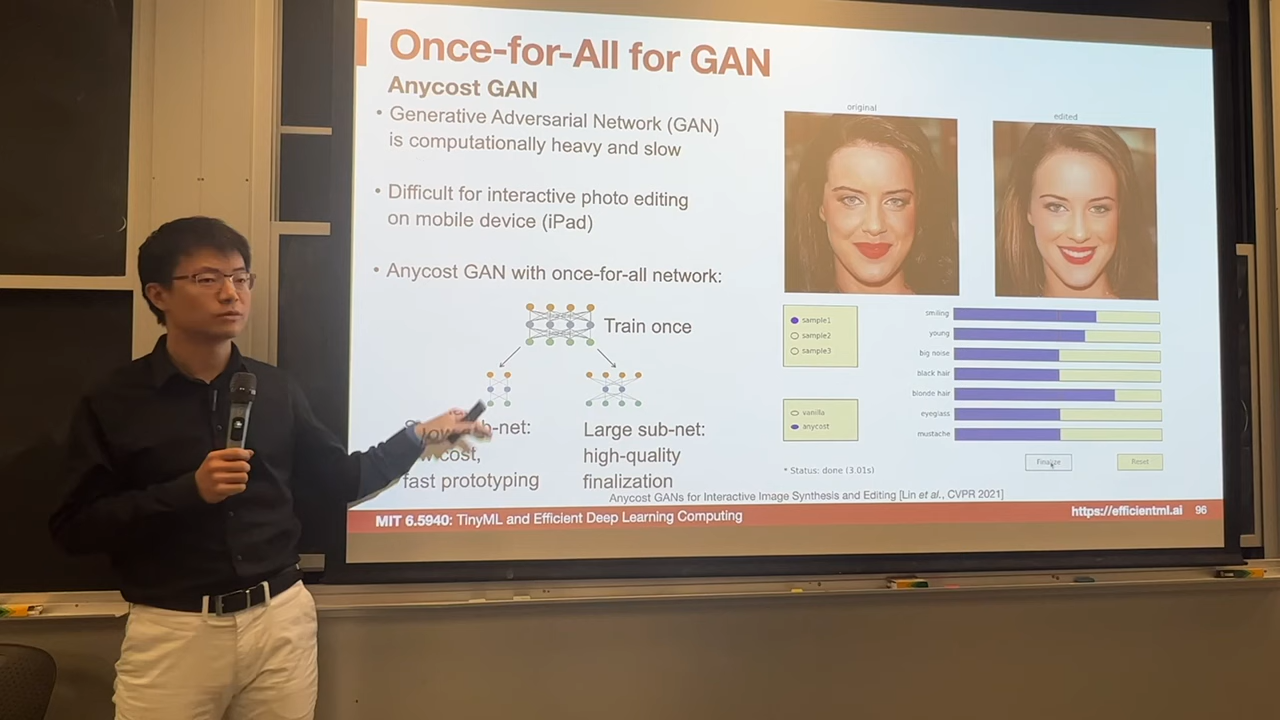 Once-for-All for GAN
Anycost GAN
• Generative Adversarial Network (GAN)
is computationally heavy and slow
• Difficult for interactive photo editing
on mobile device (iPad)
• Anycost GAN with once-for-all network:
Train once
b-net:
cost,
fast prototyping
Large sub-net:
high-quality
finalization
original
edited
sample1
sample2
sample3
vanilla
anycost
smiling
young
big noise
black hair
blonde hair
eyeglass
mustache
Finalize
Reset
* Status: done (3.01s)
Anycost GANs for Interactive Image Synthesis and Editing [Lin et al., CVPR 2021]
MIT 6.5940: TinyML and Efficient Deep Learning Computing
https://efficientml.ai
96